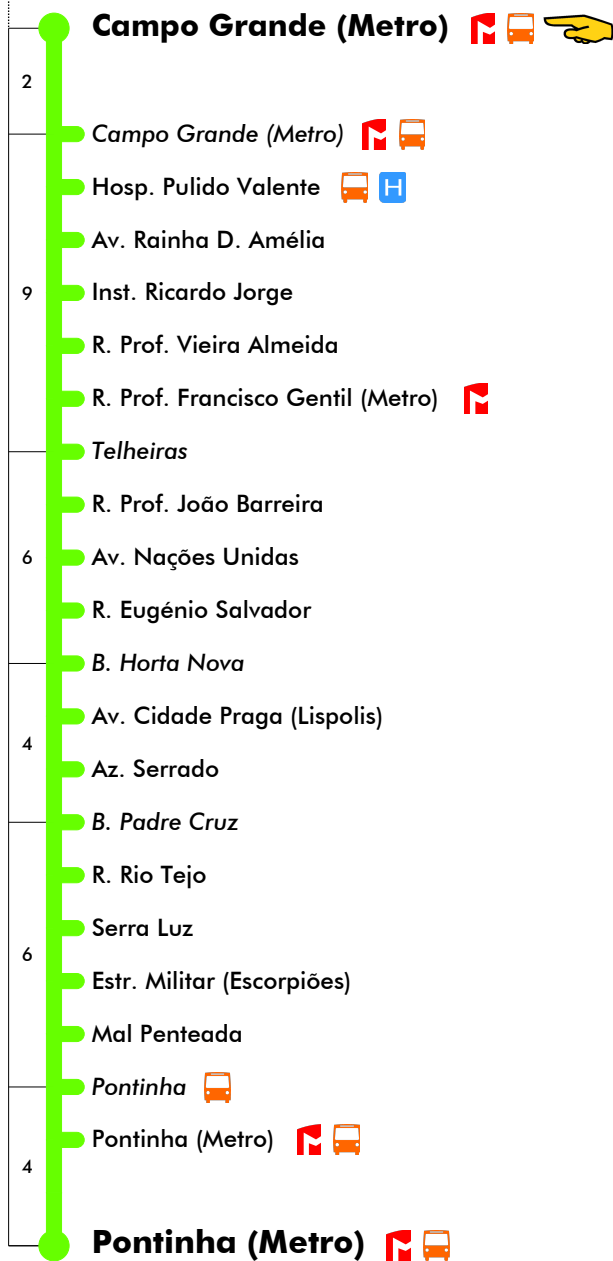 Campo Grande (Metro)
2
Campo Grande (Metro)
Hosp. Pulido Valente H
Av. Rainha D. Amélia
9 Inst. Ricardo Jorge
R. Prof. Vieira Almeida
R. Prof. Francisco Gentil (Metro)
Telheiras
R. Prof. João Barreira
6 Av. Nações Unidas
R. Eugénio Salvador
B. Horta Nova
Av. Cidade Praga (Lispolis)
4
Az. Serrado
B. Padre Cruz
R. Rio Tejo
Serra Luz
6
Estr. Militar (Escorpiões)
Mal Penteada
Pontinha
Pontinha (Metro)
4
Pontinha (Metro)